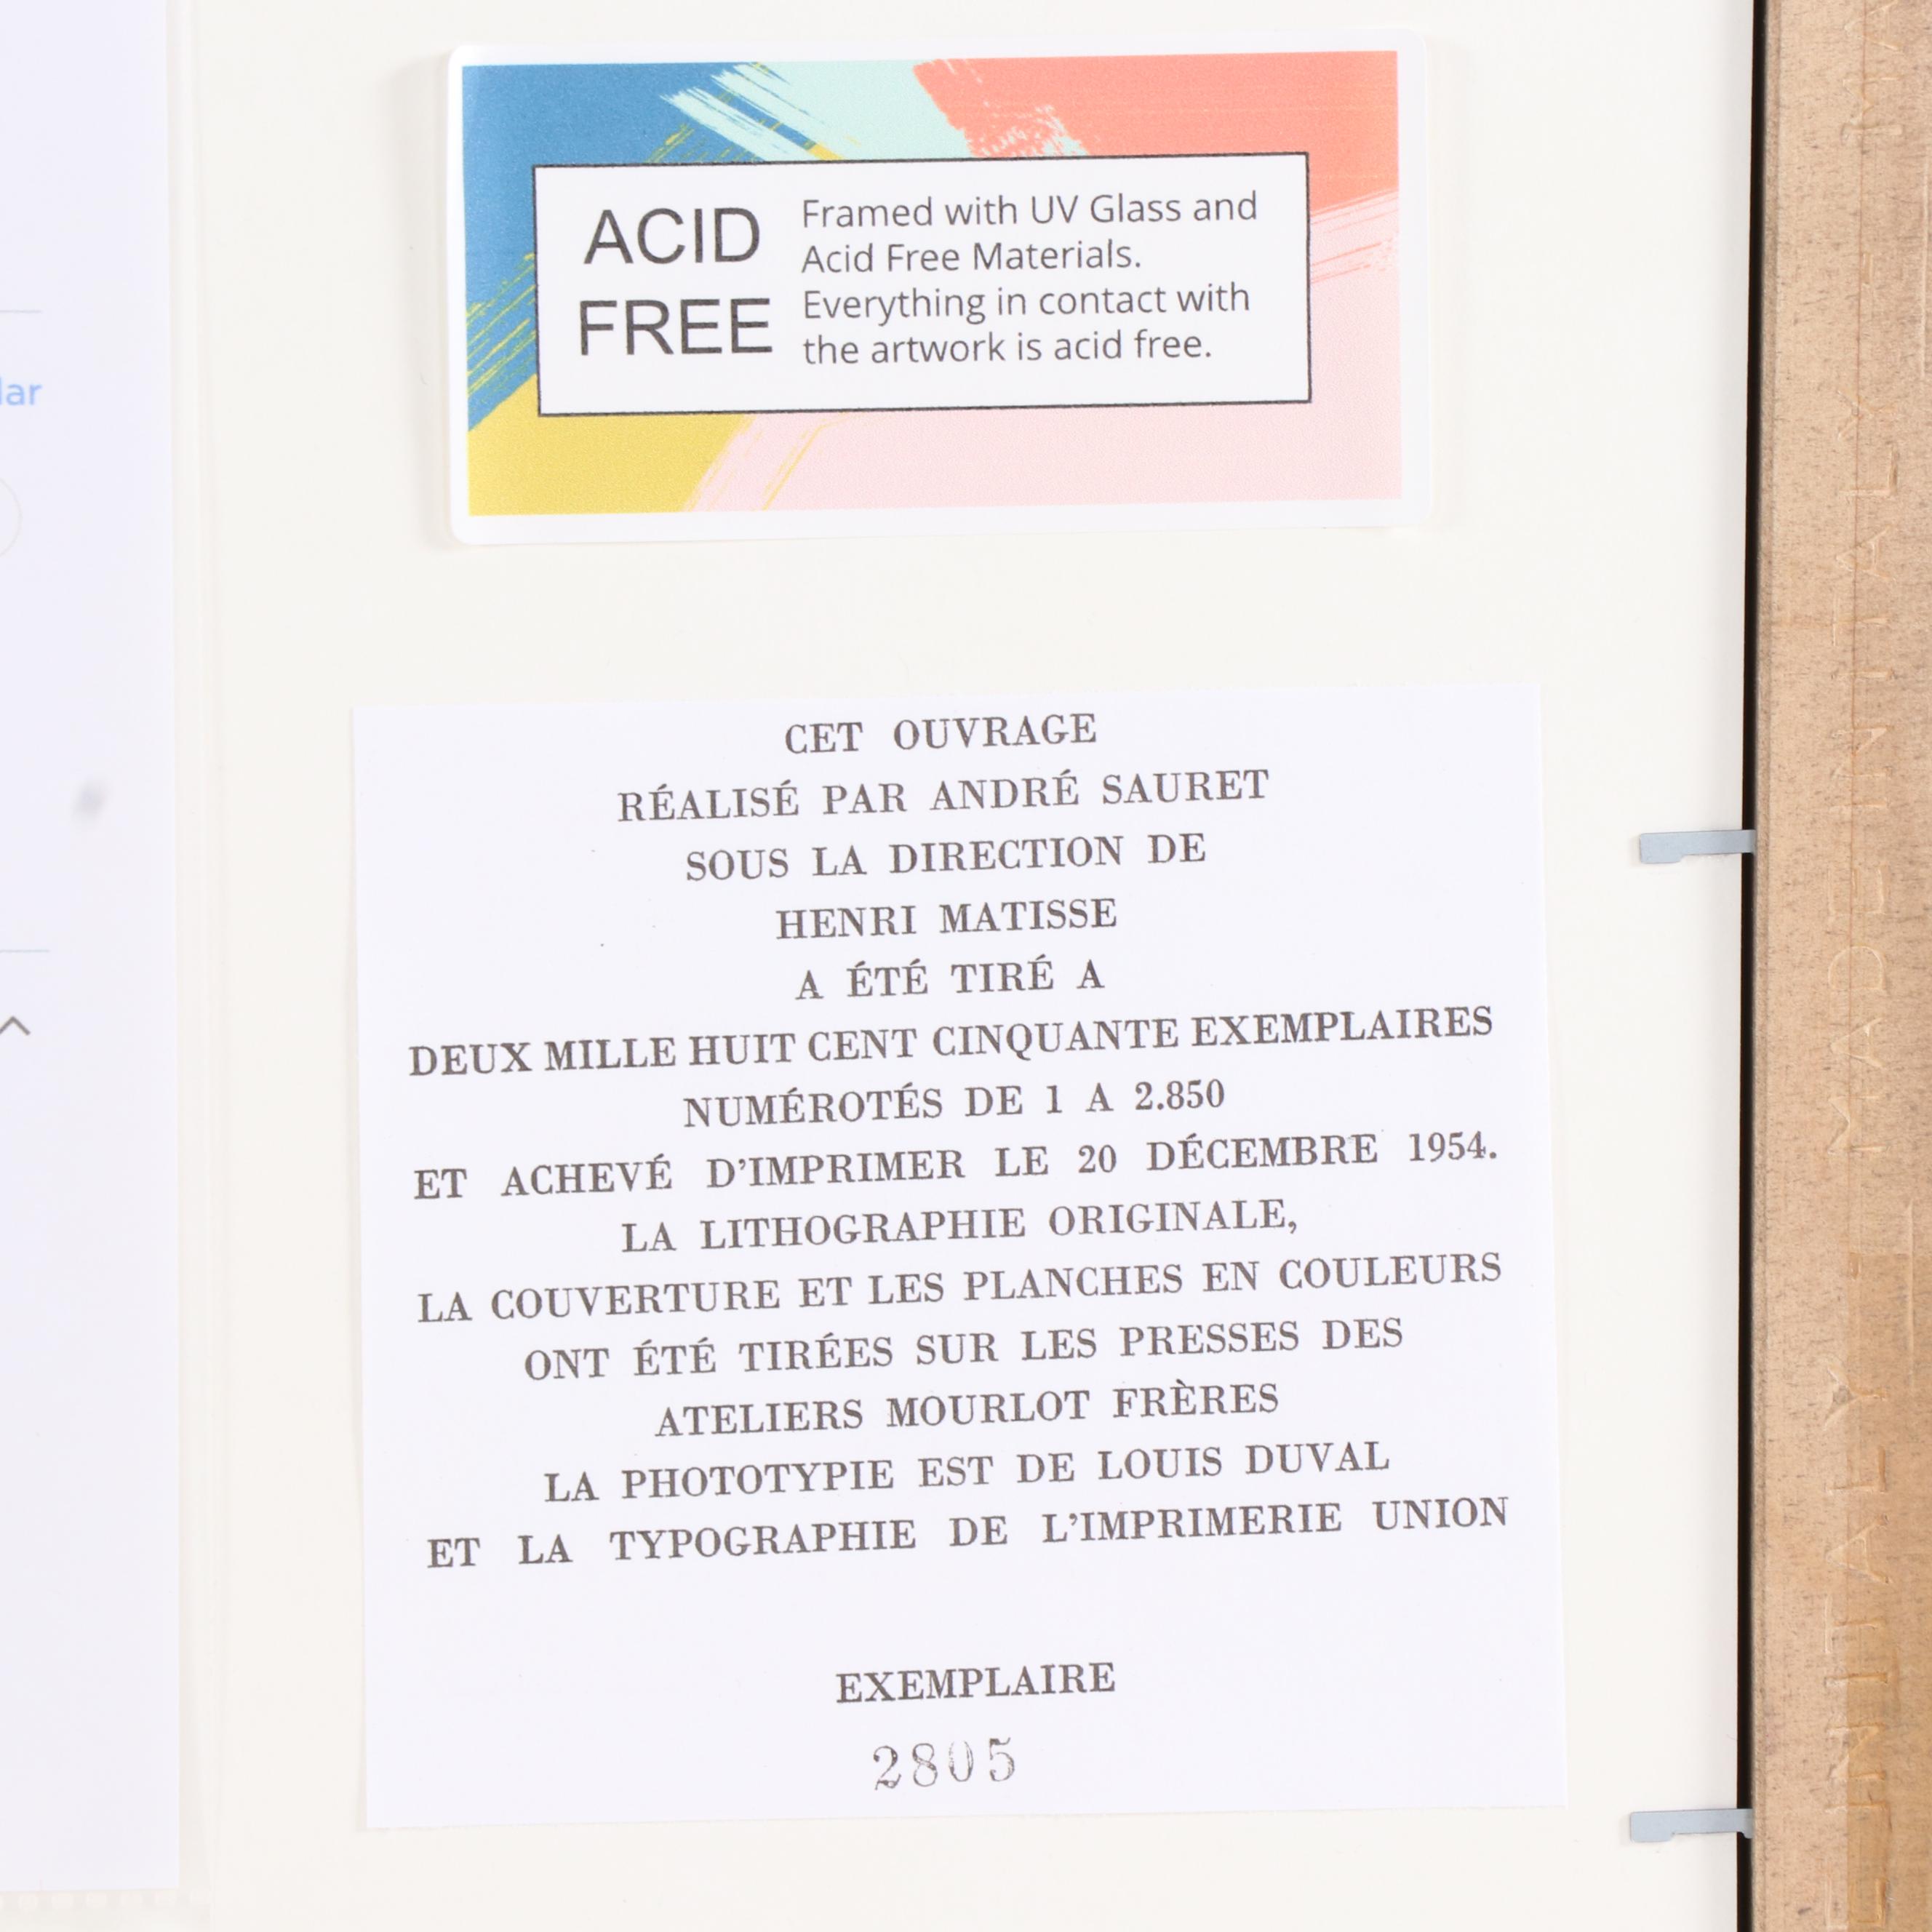 lar
ACID
FREE
Framed with UV Glass and
Acid Free Materials.
Everything in contact with
the artwork is acid free.
CET OUVRAGE
RÉALISÉ PAR ANDRÉ SAURET
SOUS LA DIRECTION DE
HENRI MATISSE
A ÉTÉ TIRÉ A
DEUX MILLE HUIT CENT CINQUANTE EXEMPLAIRES
NUMÉROTÉS DE 1 A 2.850
ET ACHEVÉ D'IMPRIMER LE 20 DÉCEMBRE 1954.
LA LITHOGRAPHIE ORIGINALE,
LA COUVERTURE ET LES PLANCHES EN COULEURS
ONT ÉTÉ TIRÉES SUR LES PRESSES DES
ATELIERS MOURLOT FRÈRES
LA PHOTOTYPIE EST DE LOUIS DUVAL
ET LA TYPOGRAPHIE DE L'IMPRIMERIE UNION
EXEMPLAIRE
2805